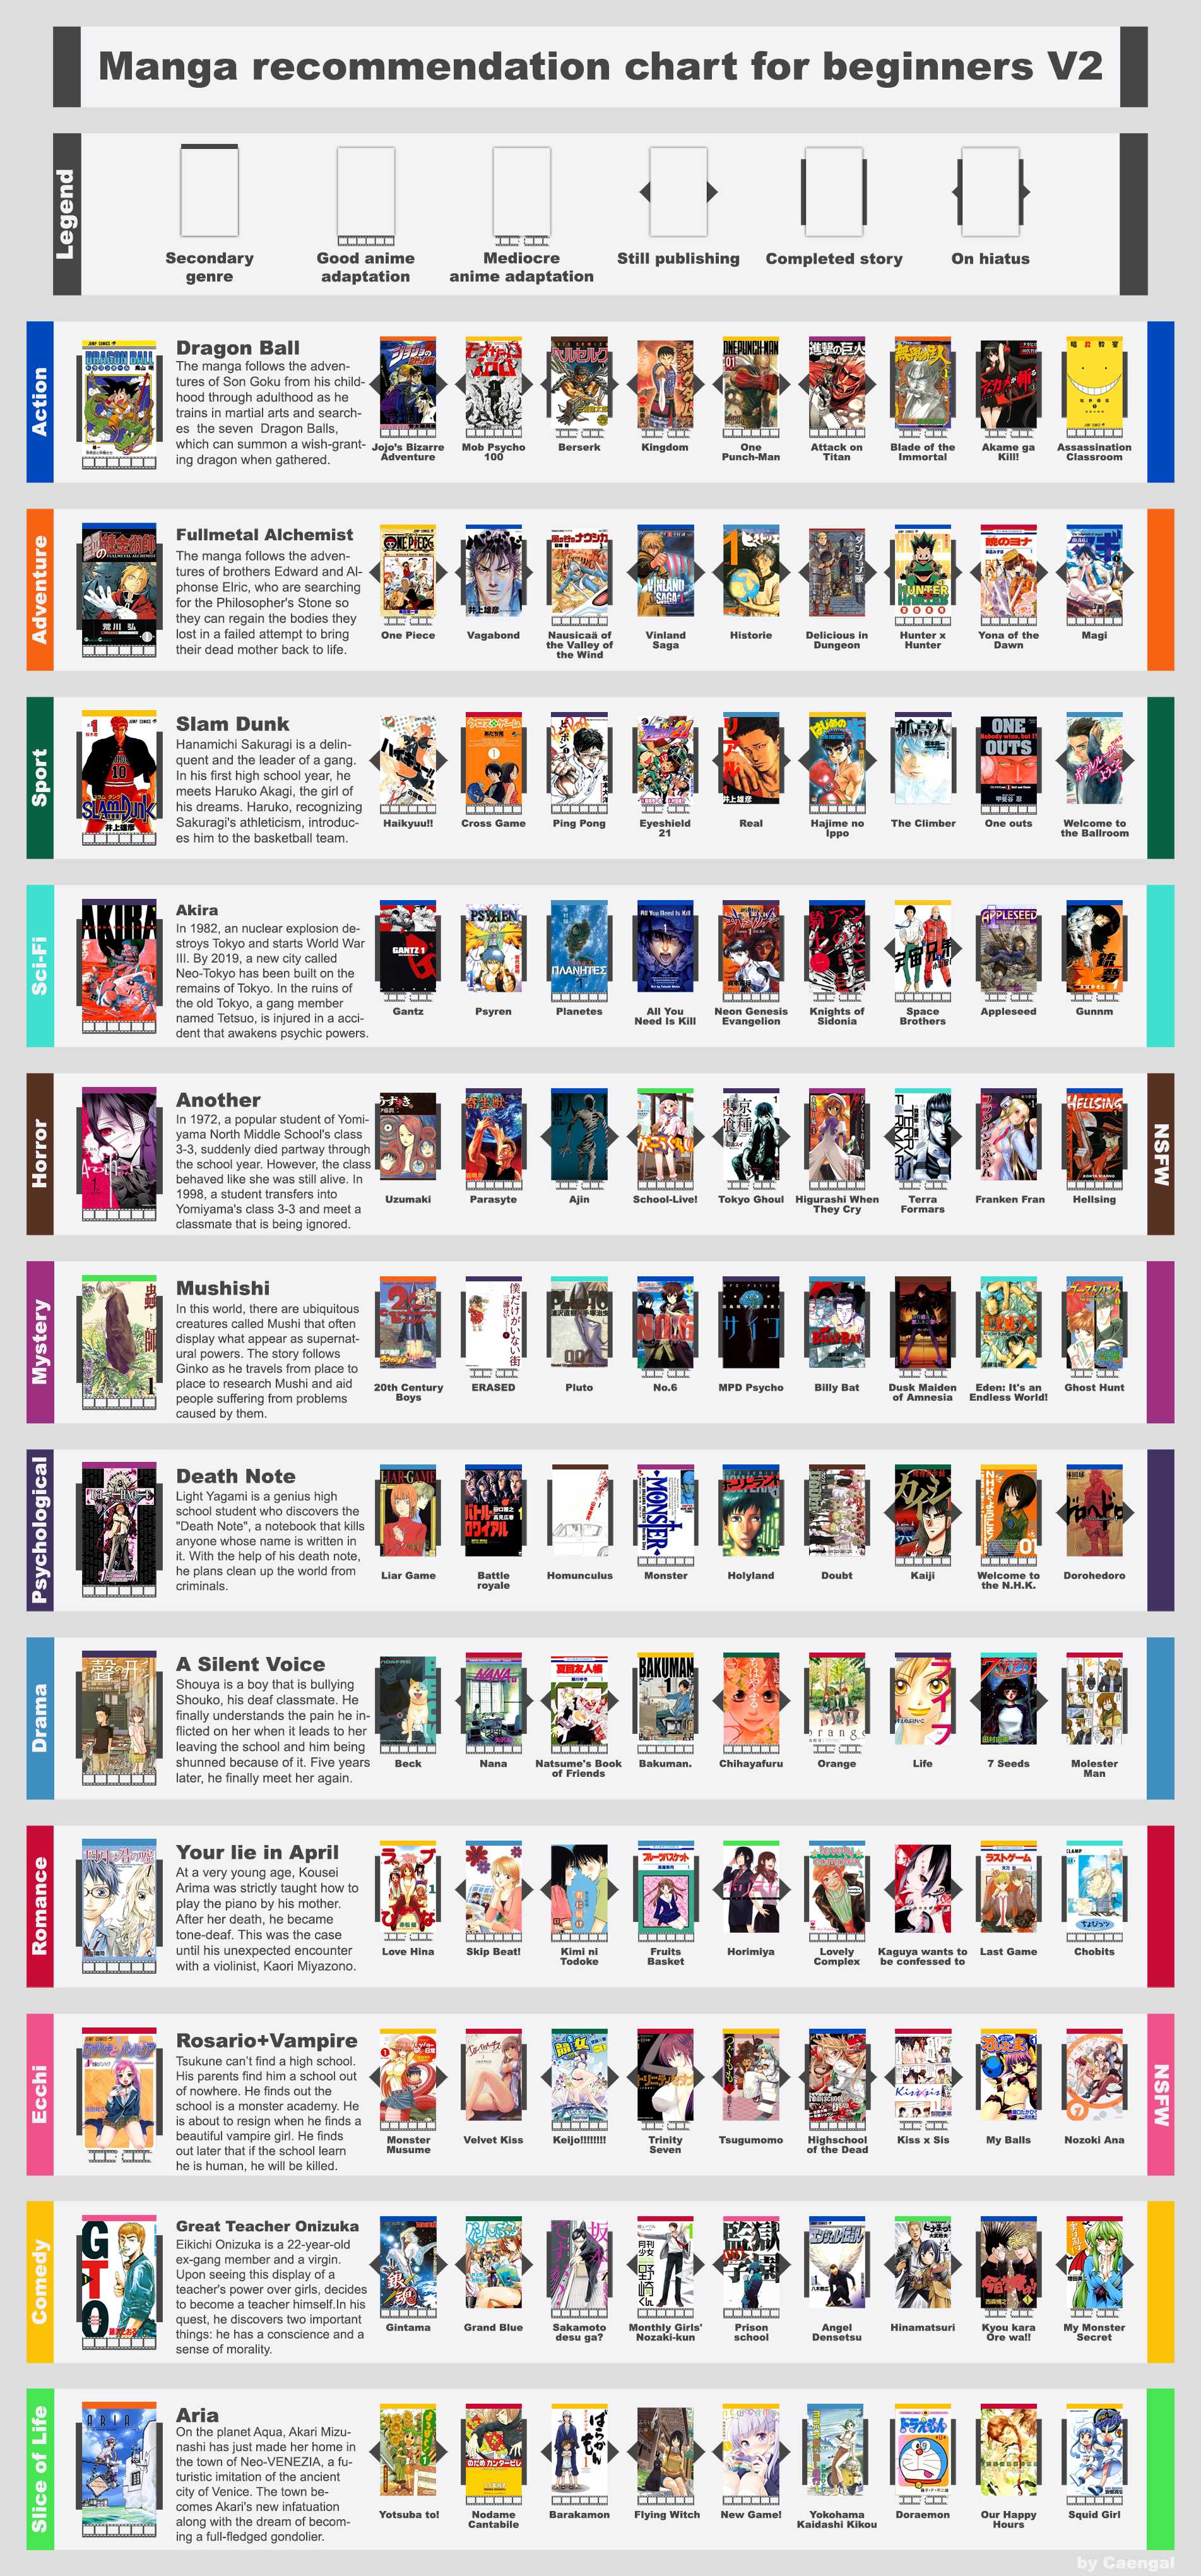 Manga recommendation chart for beginners V2
Legend
Secondary
genre
Good anime
adaptation
Mediocre
anime adaptation
Still publishing
Completed story
On hiatus
Action
Dragon Ball
The manga follows the adven-
tures of Son Goku from his child-
hood through adulthood as he
trains in martial arts and search-
es the seven Dragon Balls,
which can summon a wish-grant-
ing dragon when gathered.
Jojo's Bizarre
Adventure
Mob Psycho
100
Berserk
Kingdom
One
Punch-Man
Attack on
Titan
Blade of the
Immortal
Akame ga
Kill!
Assassination
Classroom
Adventure
Fullmetal Alchemist
The manga follows the adven-
tures of brothers Edward and Al-
phonse Elric, who are searching
for the Philosopher's Stone so
they can regain the bodies they
lost in a failed attempt to bring
their dead mother back to life.
One Piece
Vagabond
Nausicaä of
the Valley of
the Wind
Vinland
Saga
Historie
Delicious in
Dungeon
Hunter x
Hunter
Yona of the
Dawn
Magi
Sport
Slam Dunk
Hanamichi Sakuragi is a delin-
quent and the leader of a gang.
In his first high school year, he
meets Haruko Akagi, the girl of
his dreams. Haruko, recognizing
Sakuragi's athleticism, introduc-
es him to the basketball team.
Haikyuu!!
Cross Game
Ping Pong
Eyeshield
21
Real
Hajime no
Ippo
The Climber
One outs
Welcome to
the Ballroom
Sci-Fi
Akira
In 1982, an nuclear explosion de-
stroys Tokyo and starts World War
III. By 2019, a new city called
Neo-Tokyo has been built on the
remains of Tokyo. In the ruins of
the old Tokyo, a gang member
named Tetsuo, is injured in a acci-
dent that awakens psychic powers.
Gantz
Psyren
Planetes
All You
Need Is Kill
Neon Genesis
Evangelion
Knights of
Sidonia
Space
Brothers
Appleseed
Gunnm
Horror
NSFW
Another
In 1972, a popular student of Yomi-
yama North Middle School's class
3-3, suddenly died partway through
the school year. However, the class
behaved like she was still alive. In
1998, a student transfers into
Yomiyama's class 3-3 and meet a
classmate that is being ignored.
Uzumaki
Parasyte
Ajin
School-Live!
Tokyo Ghoul
Higurashi When
They Cry
Terra
Formars
Franken Fran
Hellsing
Mystery
Mushishi
In this world, there are ubiquitous
creatures called Mushi that often
display what appear as supernat-
ural powers. The story follows
Ginko as he travels from place to
place to research Mushi and aid
people suffering from problems
caused by them.
20th Century
Boys
ERASED
Pluto
No.6
MPD Psycho
Billy Bat
Dusk Maiden
of Amnesia
Eden: It's an
Endless World!
Ghost Hunt
Psychological
Death Note
Light Yagami is a genius high
school student who discovers the
"Death Note", a notebook that kills
anyone whose name is written in
it. With the help of his death note,
he plans clean up the world from
criminals.
Liar Game
Battle
royale
Homunculus
Monster
Holyland
Doubt
Kaiji
Welcome to
the N.H.K.
Dorohedoro
Drama
A Silent Voice
Shouya is a boy that is bullying
Shouko, his deaf classmate. He
finally understands the pain he in-
flicted on her when it leads to her
leaving the school and him being
shunned because of it. Five years
later, he finally meet her again.
Beck
Nana
Natsume's Book
of Friends
Bakuman.
Chihayafuru
Orange
Life
7 Seeds
Molester
Man
Romance
Your lie in April
At a very young age, Kousei
Arima was strictly taught how to
play the piano by his mother.
After her death, he became
tone-deaf. This was the case
until his unexpected encounter
with a violinist, Kaori Miyazono.
Love Hina
Skip Beat!
Kimi ni
Todoke
Fruits
Basket
Horimiya
Lovely
Complex
Kaguya wants to
be confessed to
Last Game
Chobits
Ecchi
NSFW
Rosario+Vampire
Tsukune can't find a high school.
His parents find him a school out
of nowhere. He finds out the
school is a monster academy. He
is about to resign when he finds a
beautiful vampire girl. He finds
out later that if the school learn
he is human, he will be killed.
Monster
Musume
Velvet Kiss
Keijo!!!!!!!!
Trinity
Seven
Tsugumomo
Highschool
of the Dead
Kiss x Sis
My Balls
Nozoki Ana
Comedy
Great Teacher Onizuka
Eikichi Onizuka is a 22-year-old
ex-gang member and a virgin.
Upon seeing this display of a
teacher's power over girls, decides
to become a teacher himself.In his
quest, he discovers two important
things: he has a conscience and a
sense of morality.
Gintama
Grand Blue
Sakamoto
desu ga?
Monthly Girls'
Nozaki-kun
Prison
school
Angel
Densetsu
Hinamatsuri
Kyou kara
Ore wa!!
My Monster
Secret
Slice of Life
Aria
On the planet Aqua, Akari Mizu-
nashi has just made her home in
the town of Neo-VENEZIA, a fu-
turistic imitation of the ancient
city of Venice. The town be-
comes Akari's new infatuation
along with the dream of becom-
ing a full-fledged gondolier.
Yotsuba to!
Nodame
Cantabile
Barakamon
Flying Witch
New Game!
Yokohama
Kaidashi Kikou
Doraemon
Our Happy
Hours
Squid Girl
by Caengal